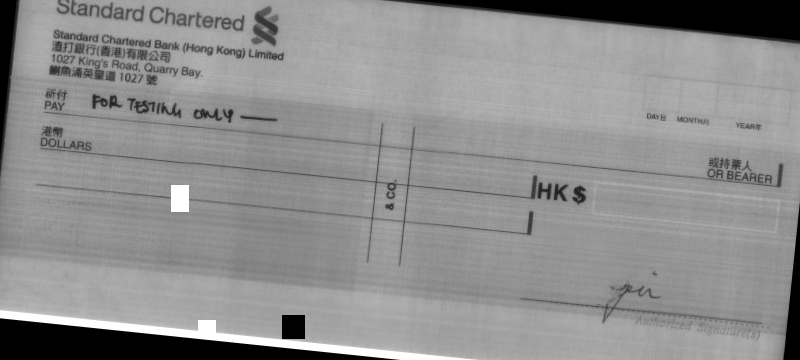 Standard Chartered
Standard Chartered Bank (Hong Kong) Limited
渣打銀行(香港)有限公司
1027 King's Road, Quarry Bay.
鰂魚涌英皇道 1027 號
祈付
PAY FOR TESTING ONLY
DAY日 MONTH月 YEAR年
或持票人
OR BEARER
港幣
DOLLARS
HK$
& CO.
Authorized Signature(s)